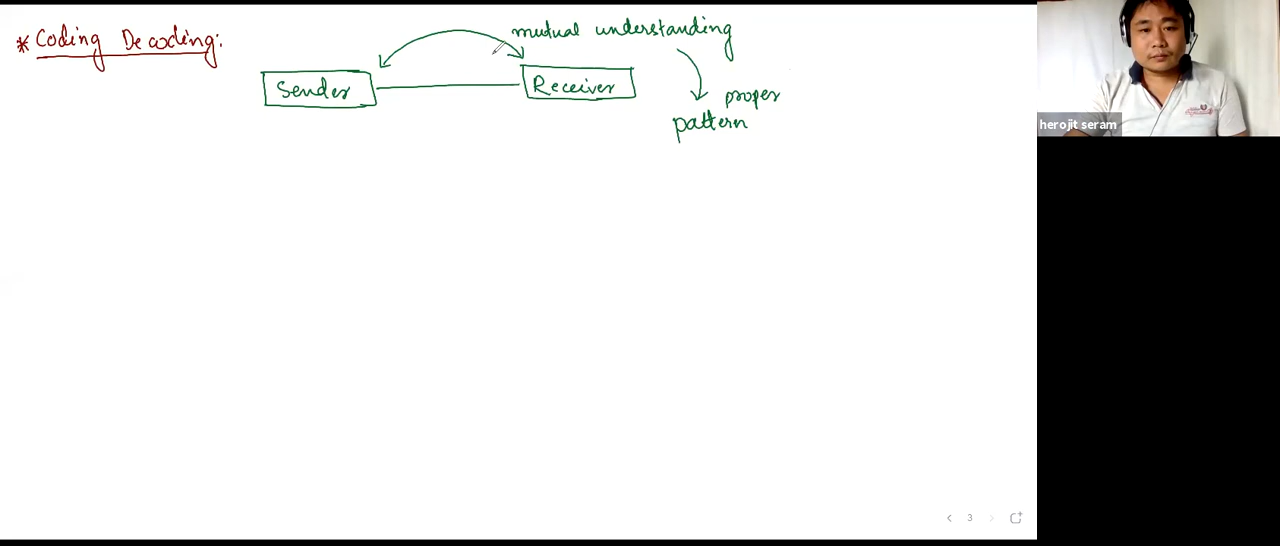 * Coding Decoding:
mutual understanding
Sender
Receiver
proper
pattern
herojit seram
3